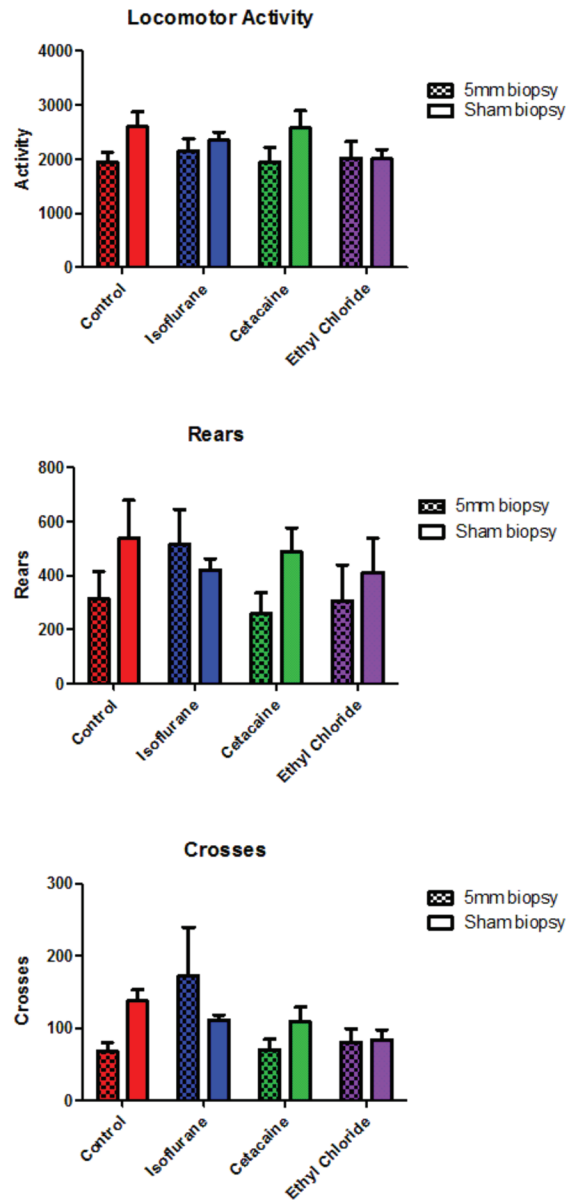 Locomotor Activity
4000
3000
2000
1000
0
Activity
5mm biopsy
Sham biopsy
Control
Isoflurane
Cetacaine
Ethyl Chloride
Rears
800
600
400
200
0
Rears
5mm biopsy
Sham biopsy
Control
Isoflurane
Cetacaine
Ethyl Chloride
Crosses
300
200
100
0
Crosses
5mm biopsy
Sham biopsy
Control
Isoflurane
Cetacaine
Ethyl Chloride